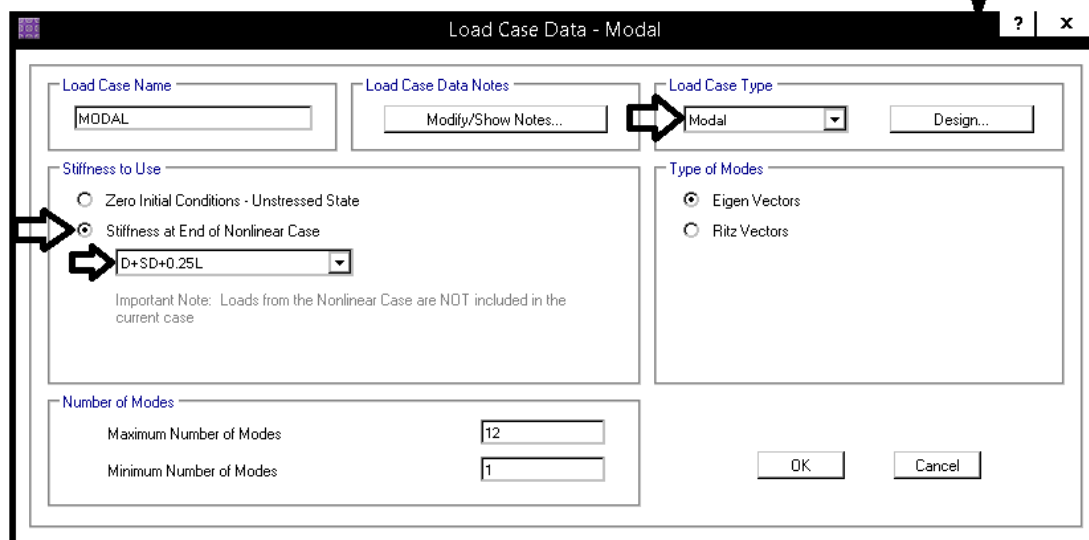 Load Case Data - Modal
? x
Load Case Name
MODAL
Load Case Data Notes
Modify/Show Notes...
Load Case Type
Modal
Design...
Stiffness to Use
Zero Initial Conditions - Unstressed State
Stiffness at End of Nonlinear Case
D+SD+0.25L
Important Note: Loads from the Nonlinear Case are NOT included in the
current case
Type of Modes
Eigen Vectors
Ritz Vectors
Number of Modes
Maximum Number of Modes
12
Minimum Number of Modes
1
OK
Cancel